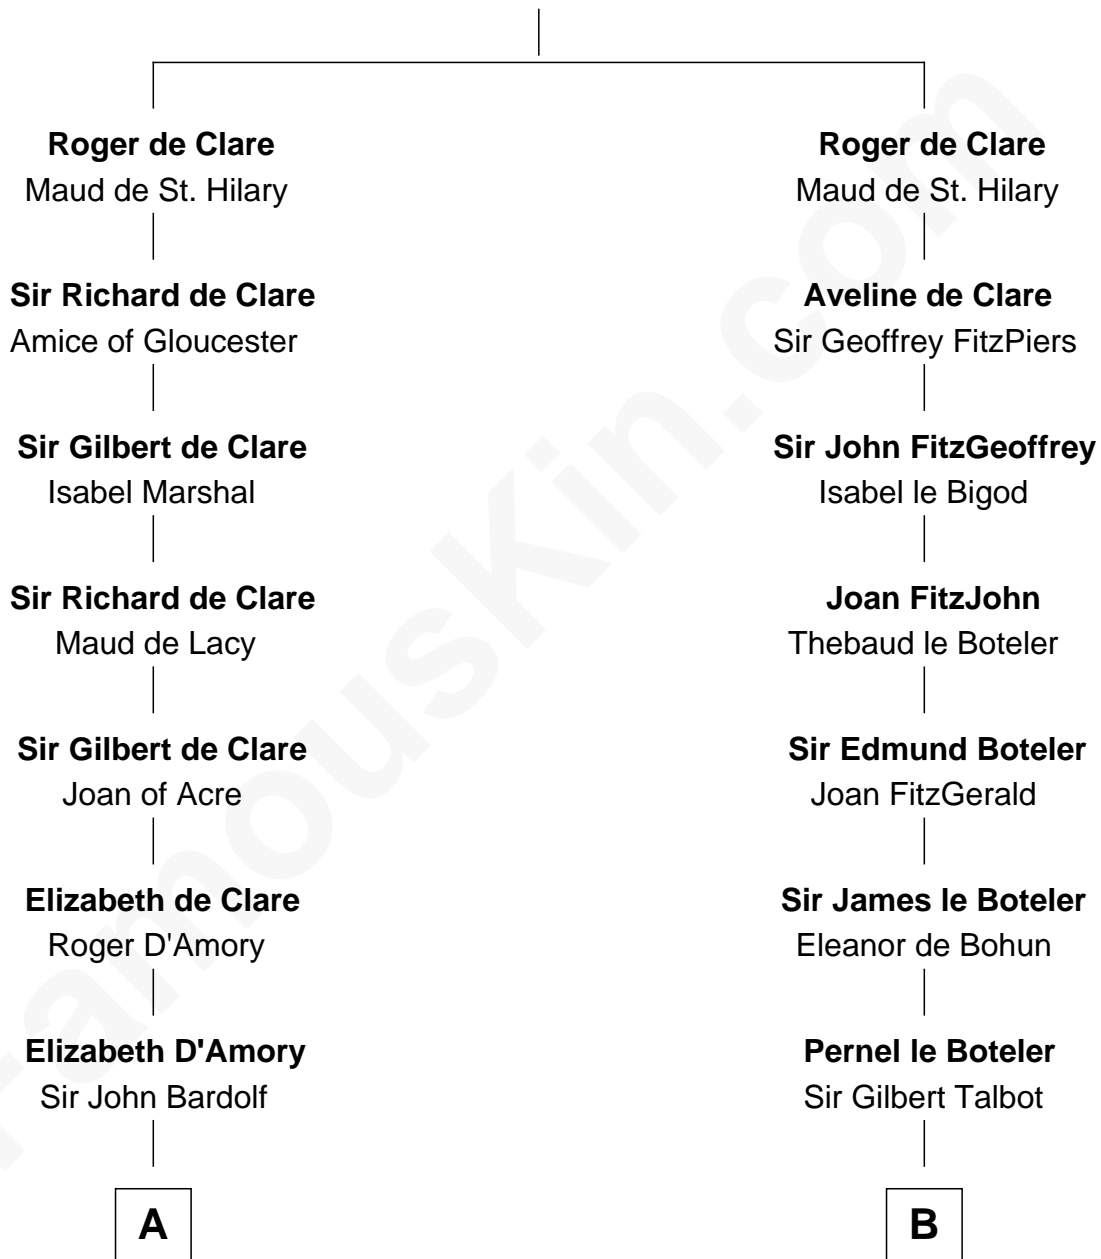 Roger de Clare
Maud de St. Hilary
Sir Richard de Clare
Amice of Gloucester
Sir Gilbert de Clare
Isabel Marshal
Sir Richard de Clare
Maud de Lacy
Sir Gilbert de Clare
Joan of Acre
Elizabeth de Clare
Roger D'Amory
Elizabeth D'Amory
Sir John Bardolf
A
Roger de Clare
Maud de St. Hilary
Aveline de Clare
Sir Geoffrey FitzPiers
Sir John FitzGeoffrey
Isabel le Bigod
Joan FitzJohn
Thebaud le Boteler
Sir Edmund Boteler
Joan FitzGerald
Sir James le Boteler
Eleanor de Bohun
Pernel le Boteler
Sir Gilbert Talbot
B
FamousKin.com